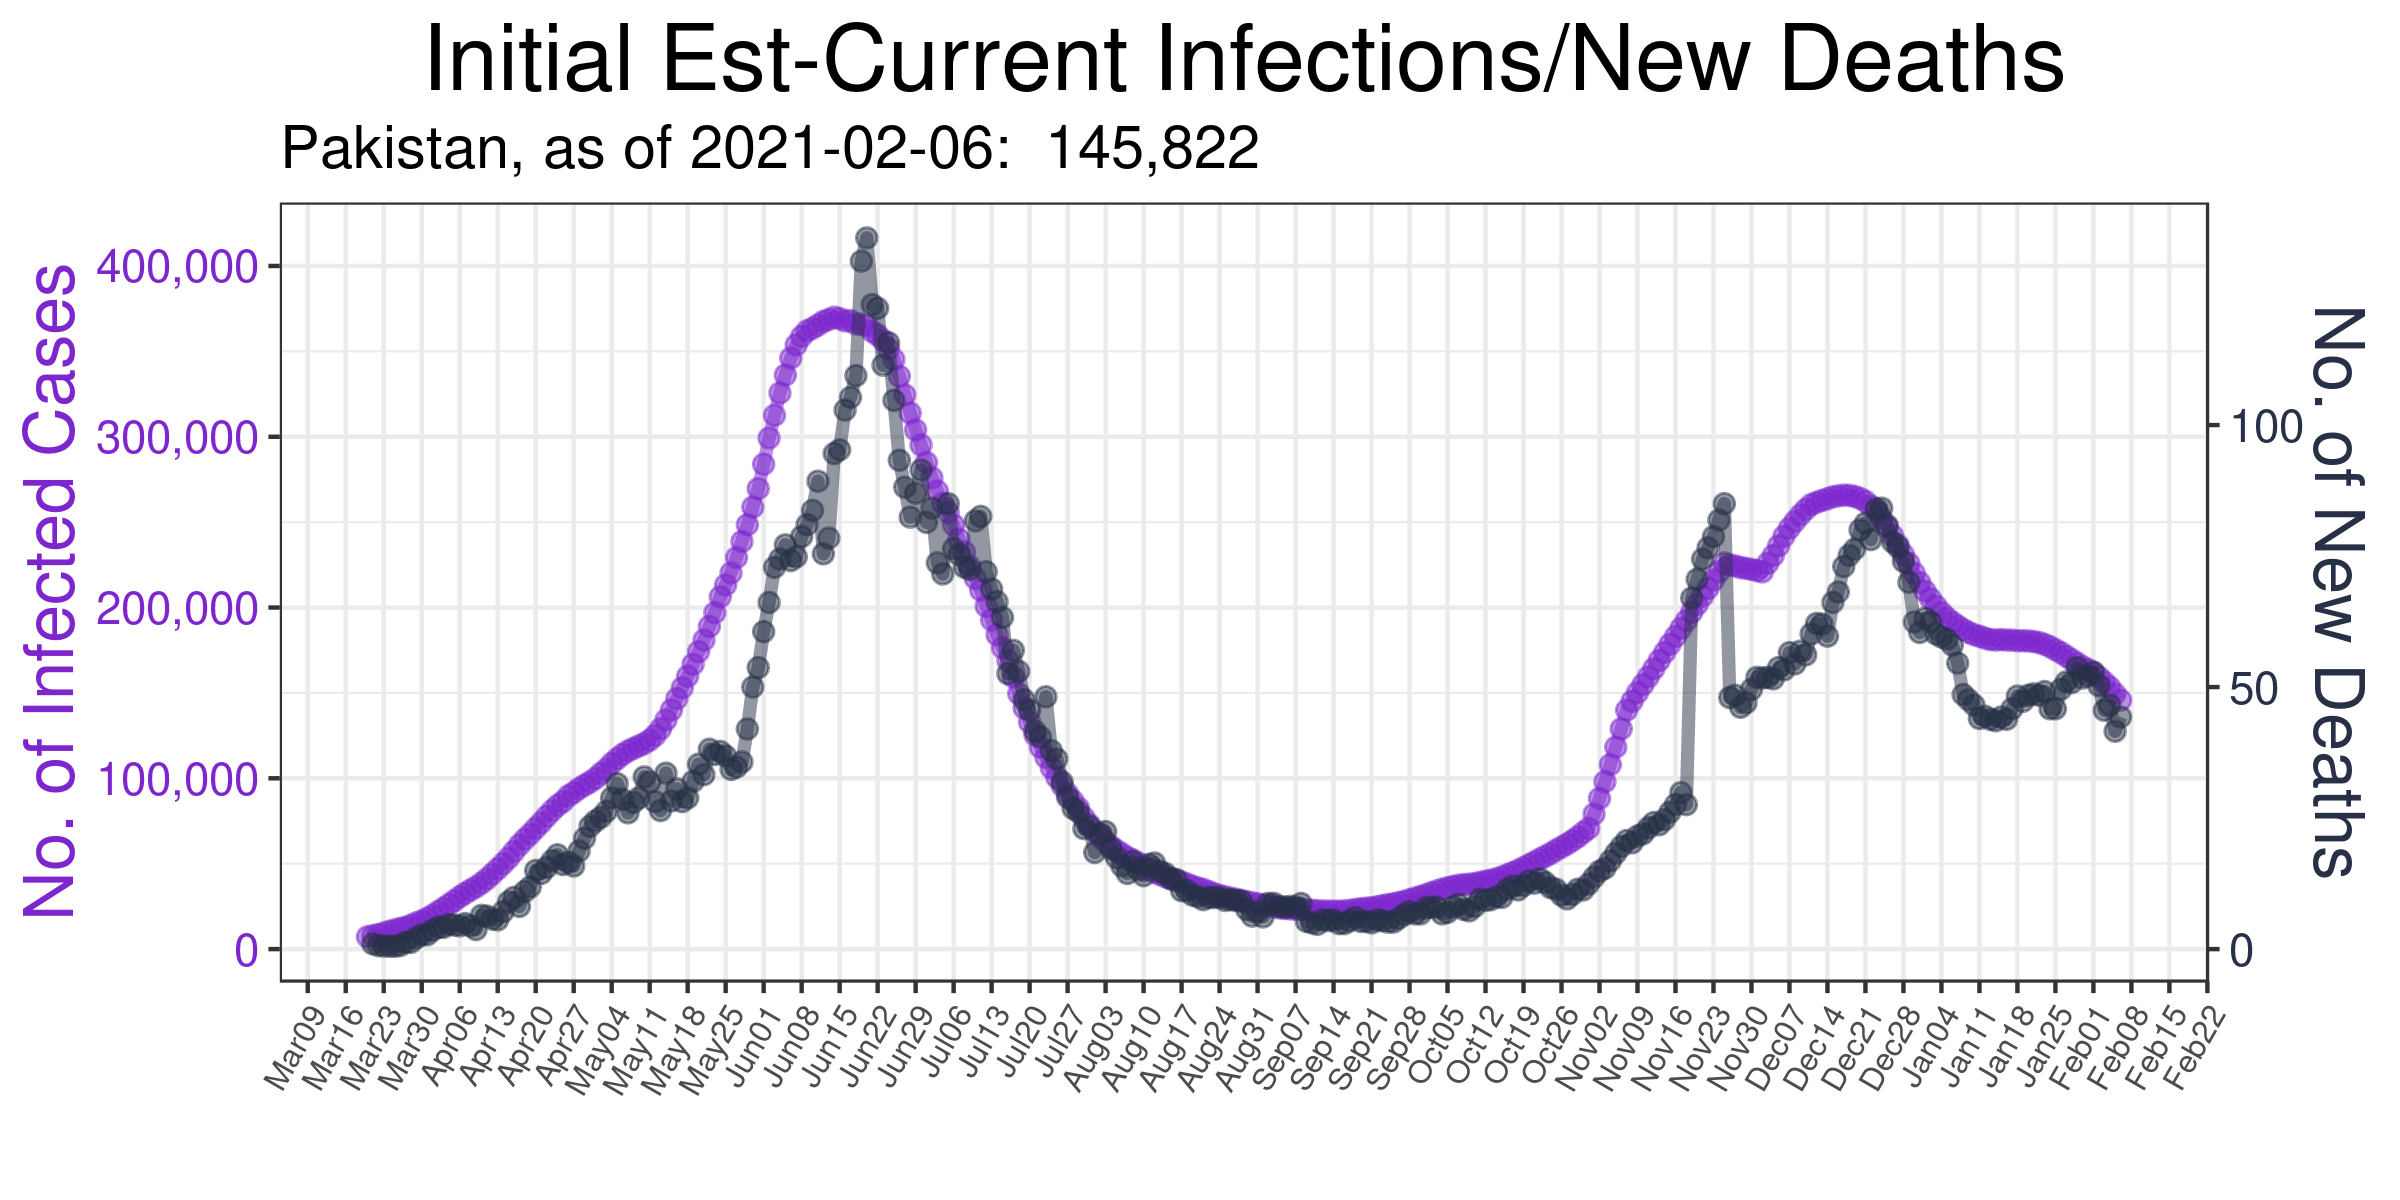 Initial Est-Current Infections/New Deaths
Pakistan, as of 2021-02-06:  145,822
No. of Infected Cases
400,000
300,000
200,000
100,000
0
No. of New Deaths
100
50
0
Mar09
Mar16
Mar23
Mar30
Apr06
Apr13
Apr20
Apr27
May04
May11
May18
May25
Jun01
Jun08
Jun15
Jun22
Jun29
Jul06
Jul13
Jul20
Jul27
Aug03
Aug10
Aug17
Aug24
Aug31
Sep07
Sep14
Sep21
Sep28
Oct05
Oct12
Oct19
Oct26
Nov02
Nov09
Nov16
Nov23
Nov30
Dec07
Dec14
Dec21
Dec28
Jan04
Jan11
Jan18
Jan25
Feb01
Feb08
Feb15
Feb22